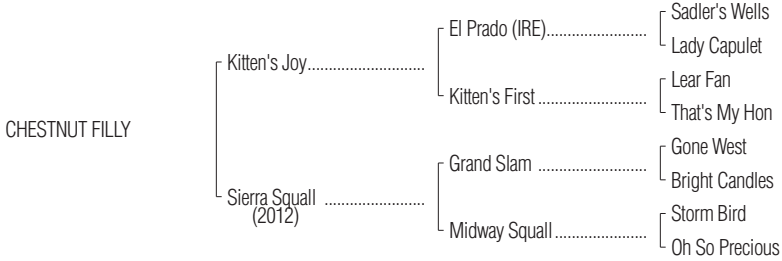 CHESTNUT FILLY
Kitten's Joy............................
Sierra Squall ........................
(2012)
El Prado (IRE)........................
Kitten's First ..........................
Grand Slam ..........................
Midway Squall......................
Sadler's Wells
Lady Capulet
Lear Fan
That's My Hon
Gone West
Bright Candles
Storm Bird
Oh So Precious